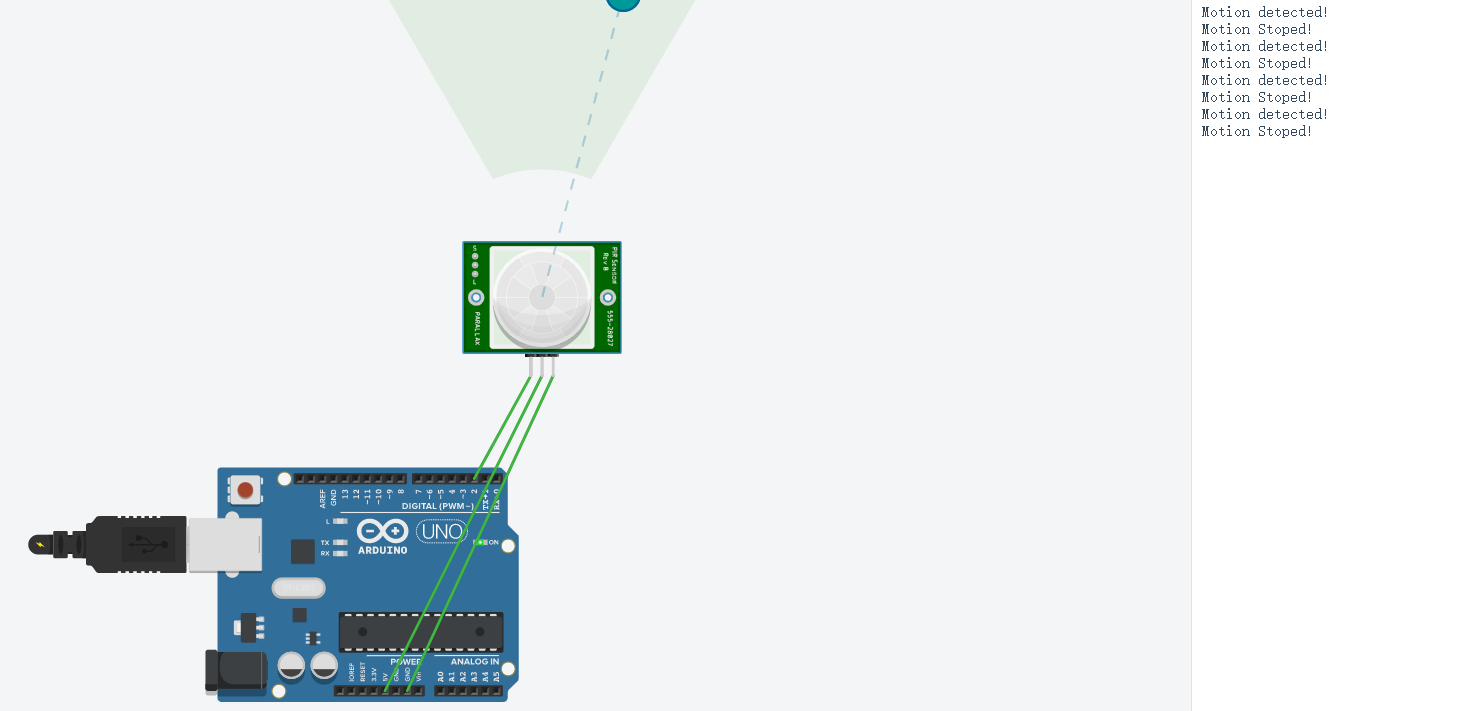 Motion detected!
Motion Stoped!
Motion detected!
Motion Stoped!
Motion detected!
Motion Stoped!
Motion detected!
Motion Stoped!
S
L
PIR Sensor
Rev B
PARALLAX
555-28027
AREF
GND
13
12
~11
~10
~9
8
7
~6
~5
4
~3
2
TX→1
RX←0
DIGITAL (PWM~)
L
TX
RX
ARDUINO
UNO
ON
POWER
ANALOG IN
IOREF
RESET
3.3V
5V
GND
GND
Vin
A0
A1
A2
A3
A4
A5